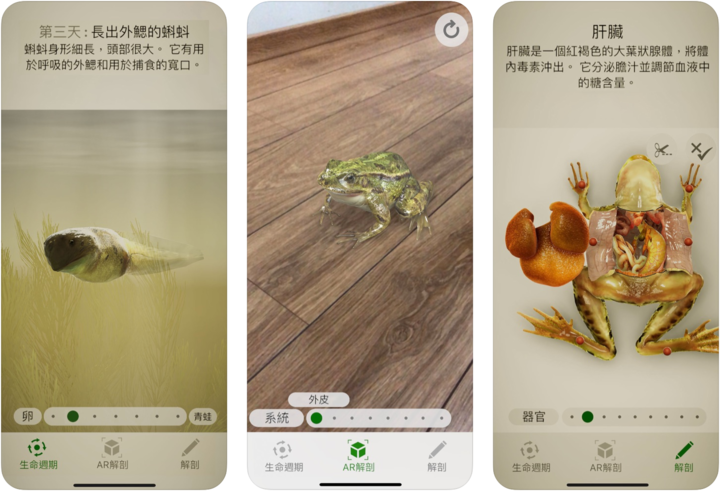 第三天 : 長出外鰓的蝌蚪
蝌蚪身形細長，頭部很大。 它有用
於呼吸的外鰓和用於捕食的寬口。
卵
青蛙
生命週期
AR解剖
解剖
外皮
系統
生命週期
AR解剖
解剖
肝臟
肝臟是一個紅褐色的大葉狀腺體，將體
內毒素沖出。 它分泌膽汁並調節血液中
的糖含量。
器官
生命週期
AR解剖
解剖